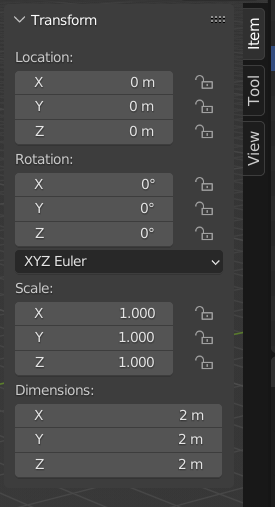 Transform
Location:
X 0 m
Y 0 m
Z 0 m
Rotation:
X 0°
Y 0°
Z 0°
XYZ Euler
Scale:
X 1.000
Y 1.000
Z 1.000
Dimensions:
X 2 m
Y 2 m
Z 2 m
Item
Tool
View